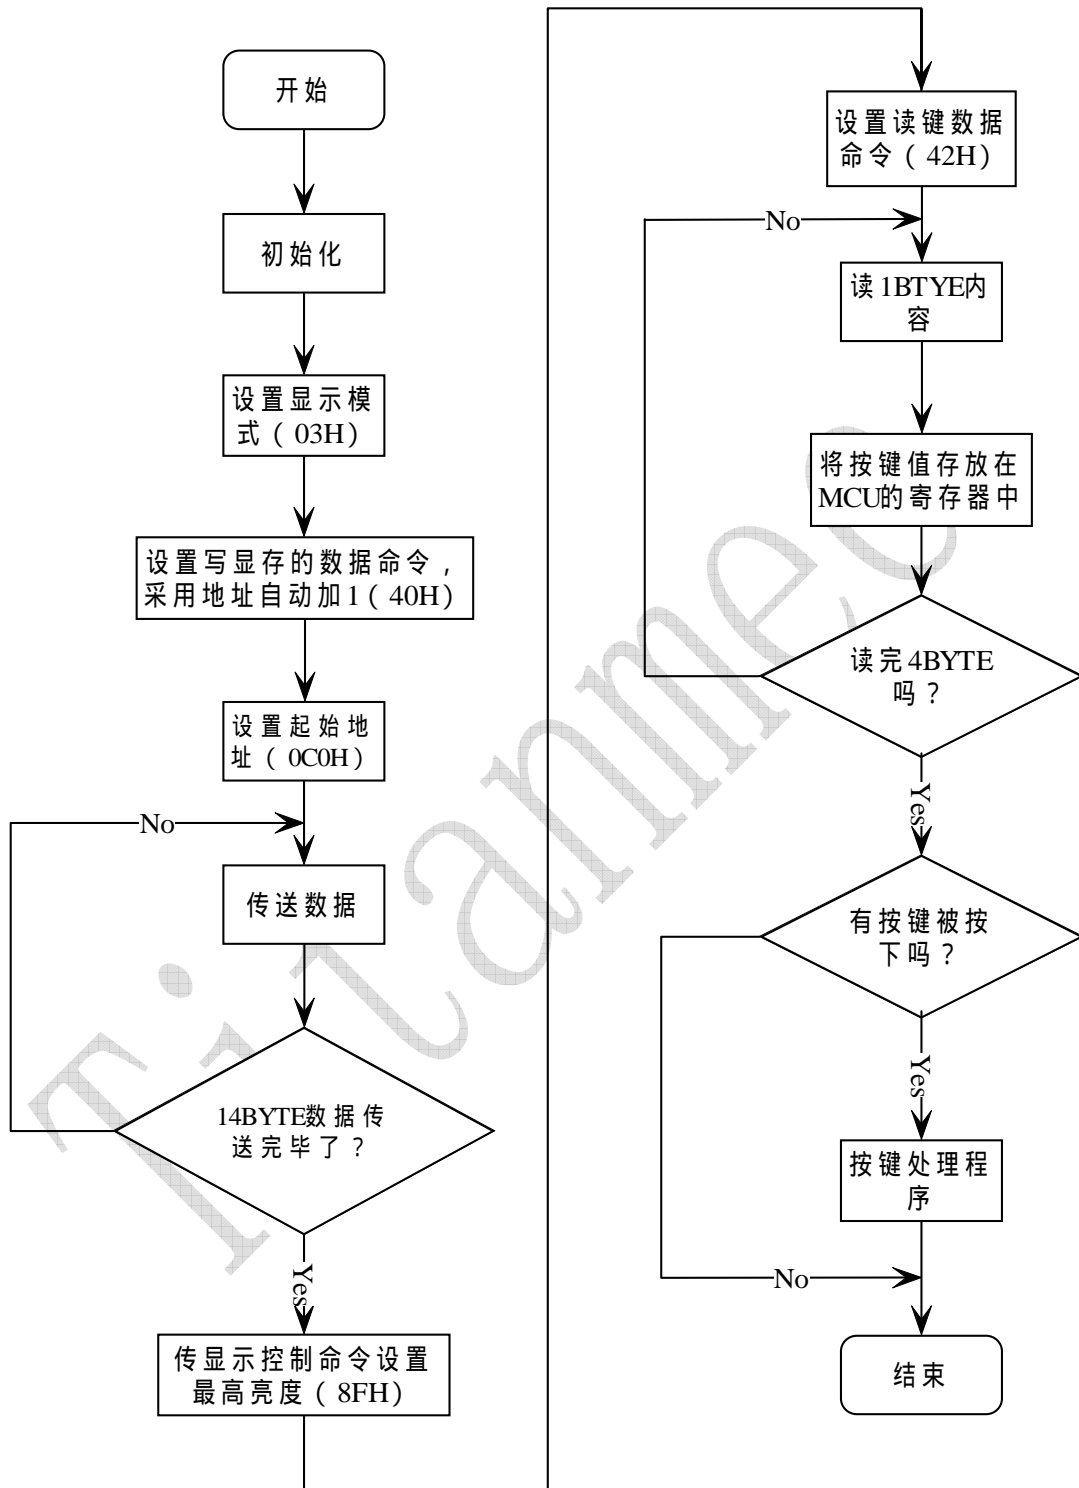 开始
初始化
设置显示模
式（03H）
设置写显存的数据命令，
采用地址自动加1（40H）
设置起始地
址（0C0H）
No
传送数据
14BYTE数据传
送完毕了？
Yes
传显示控制命令设置
最高亮度（8FH）
设置读键数据
命令（42H）
No
读1BTYE内
容
将按键值存放在
MCU的寄存器中
读完4BYTE
吗？
Yes
有按键被按
下吗？
Yes
按键处理程
序
No
结束
Titanmec